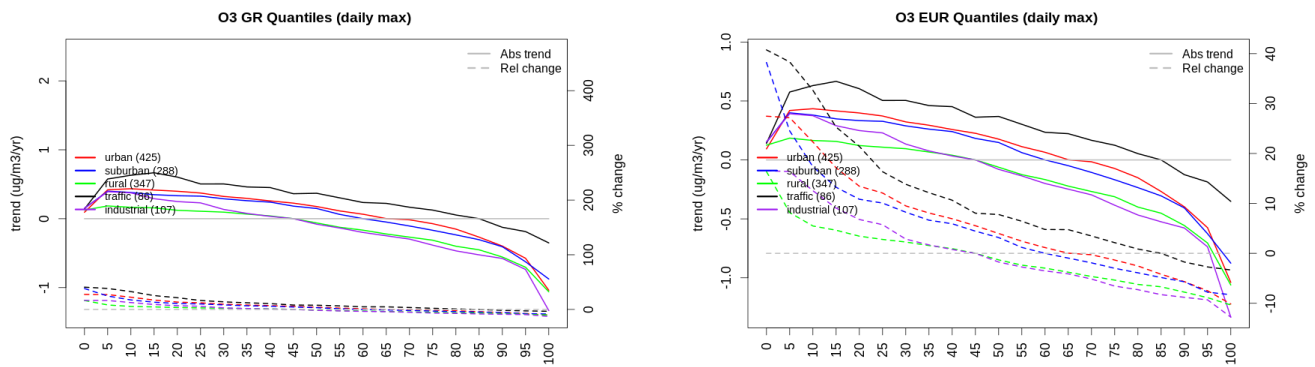 O3 GR Quantiles (daily max)
Abs trend
Rel change
urban (425)
suburban (288)
rural (347)
traffic (86)
industrial (107)
trend (ug/m3/yr)
2
1
0
-1
% change
400
300
200
100
0
0 5 10 15 20 25 30 35 40 45 50 55 60 65 70 75 80 85 90 95 100
O3 EUR Quantiles (daily max)
Abs trend
Rel change
urban (425)
suburban (288)
rural (347)
traffic (86)
industrial (107)
trend (ug/m3/yr)
1.0
0.5
0.0
-0.5
-1.0
% change
40
30
20
10
0
-10
0 5 10 15 20 25 30 35 40 45 50 55 60 65 70 75 80 85 90 95 100